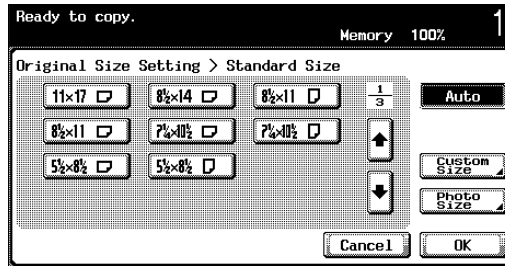 Ready to copy.
1
Memory 100%
Original Size Setting > Standard Size
11×17
8½×14
8½×11
1/3
Auto
8½×11
7¼×10½
7¼×10½
5½×8½
5½×8½
Custom Size
Photo Size
Cancel
OK